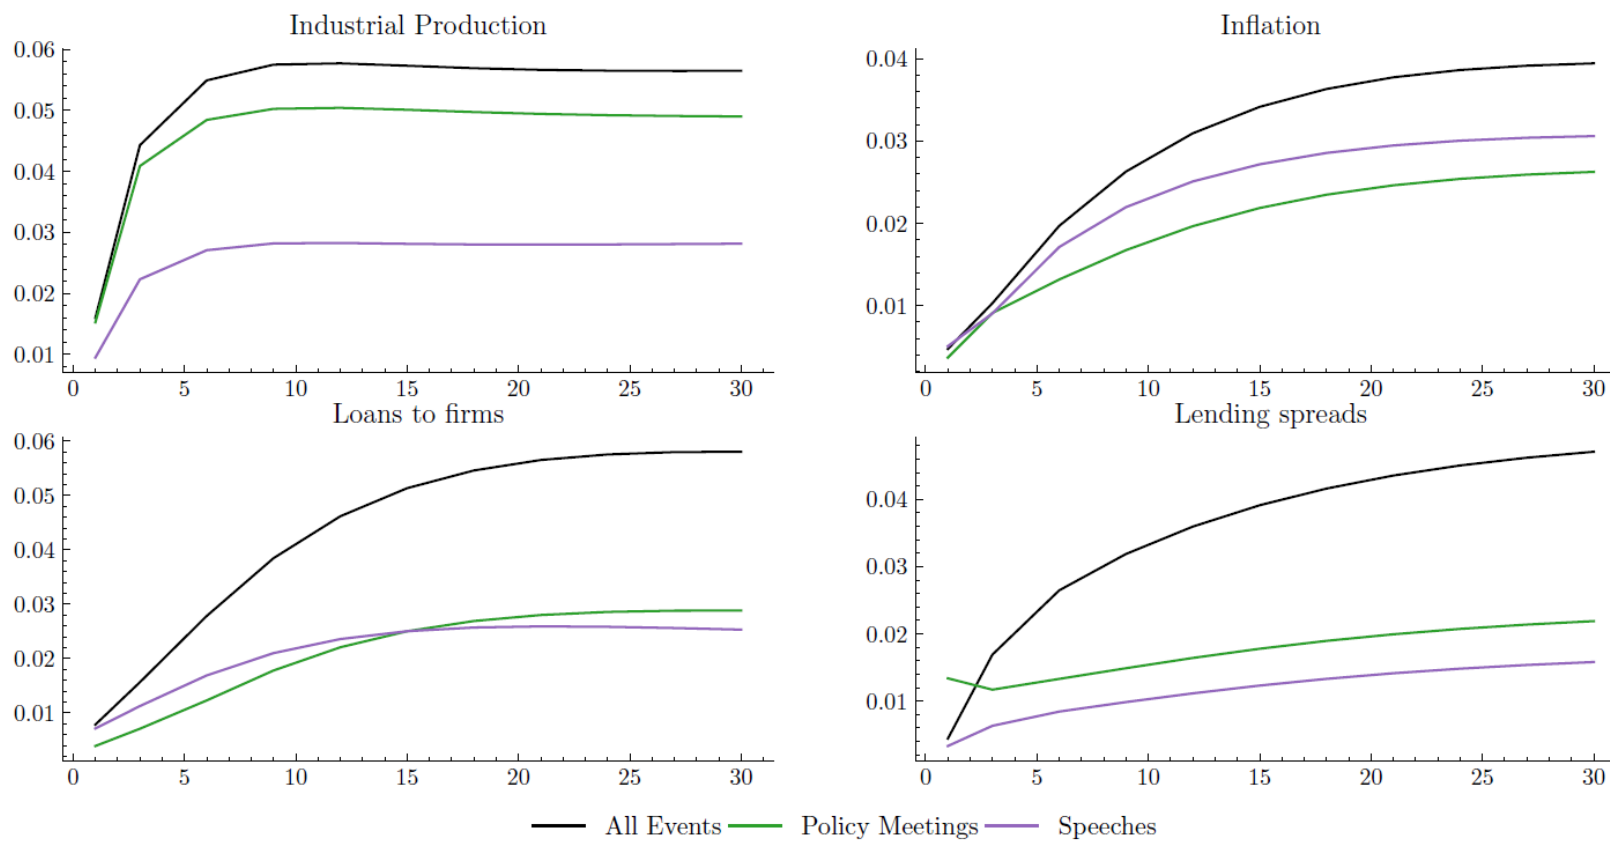 Industrial Production
0.06
0.05
0.04
0.03
0.02
0.01
0 5 10 15 20 25 30
Inflation
0.04
0.03
0.02
0.01
0 5 10 15 20 25 30
Loans to firms
0.06
0.05
0.04
0.03
0.02
0.01
0 5 10 15 20 25 30
Lending spreads
0.04
0.03
0.02
0.01
0 5 10 15 20 25 30
All Events Policy Meetings Speeches